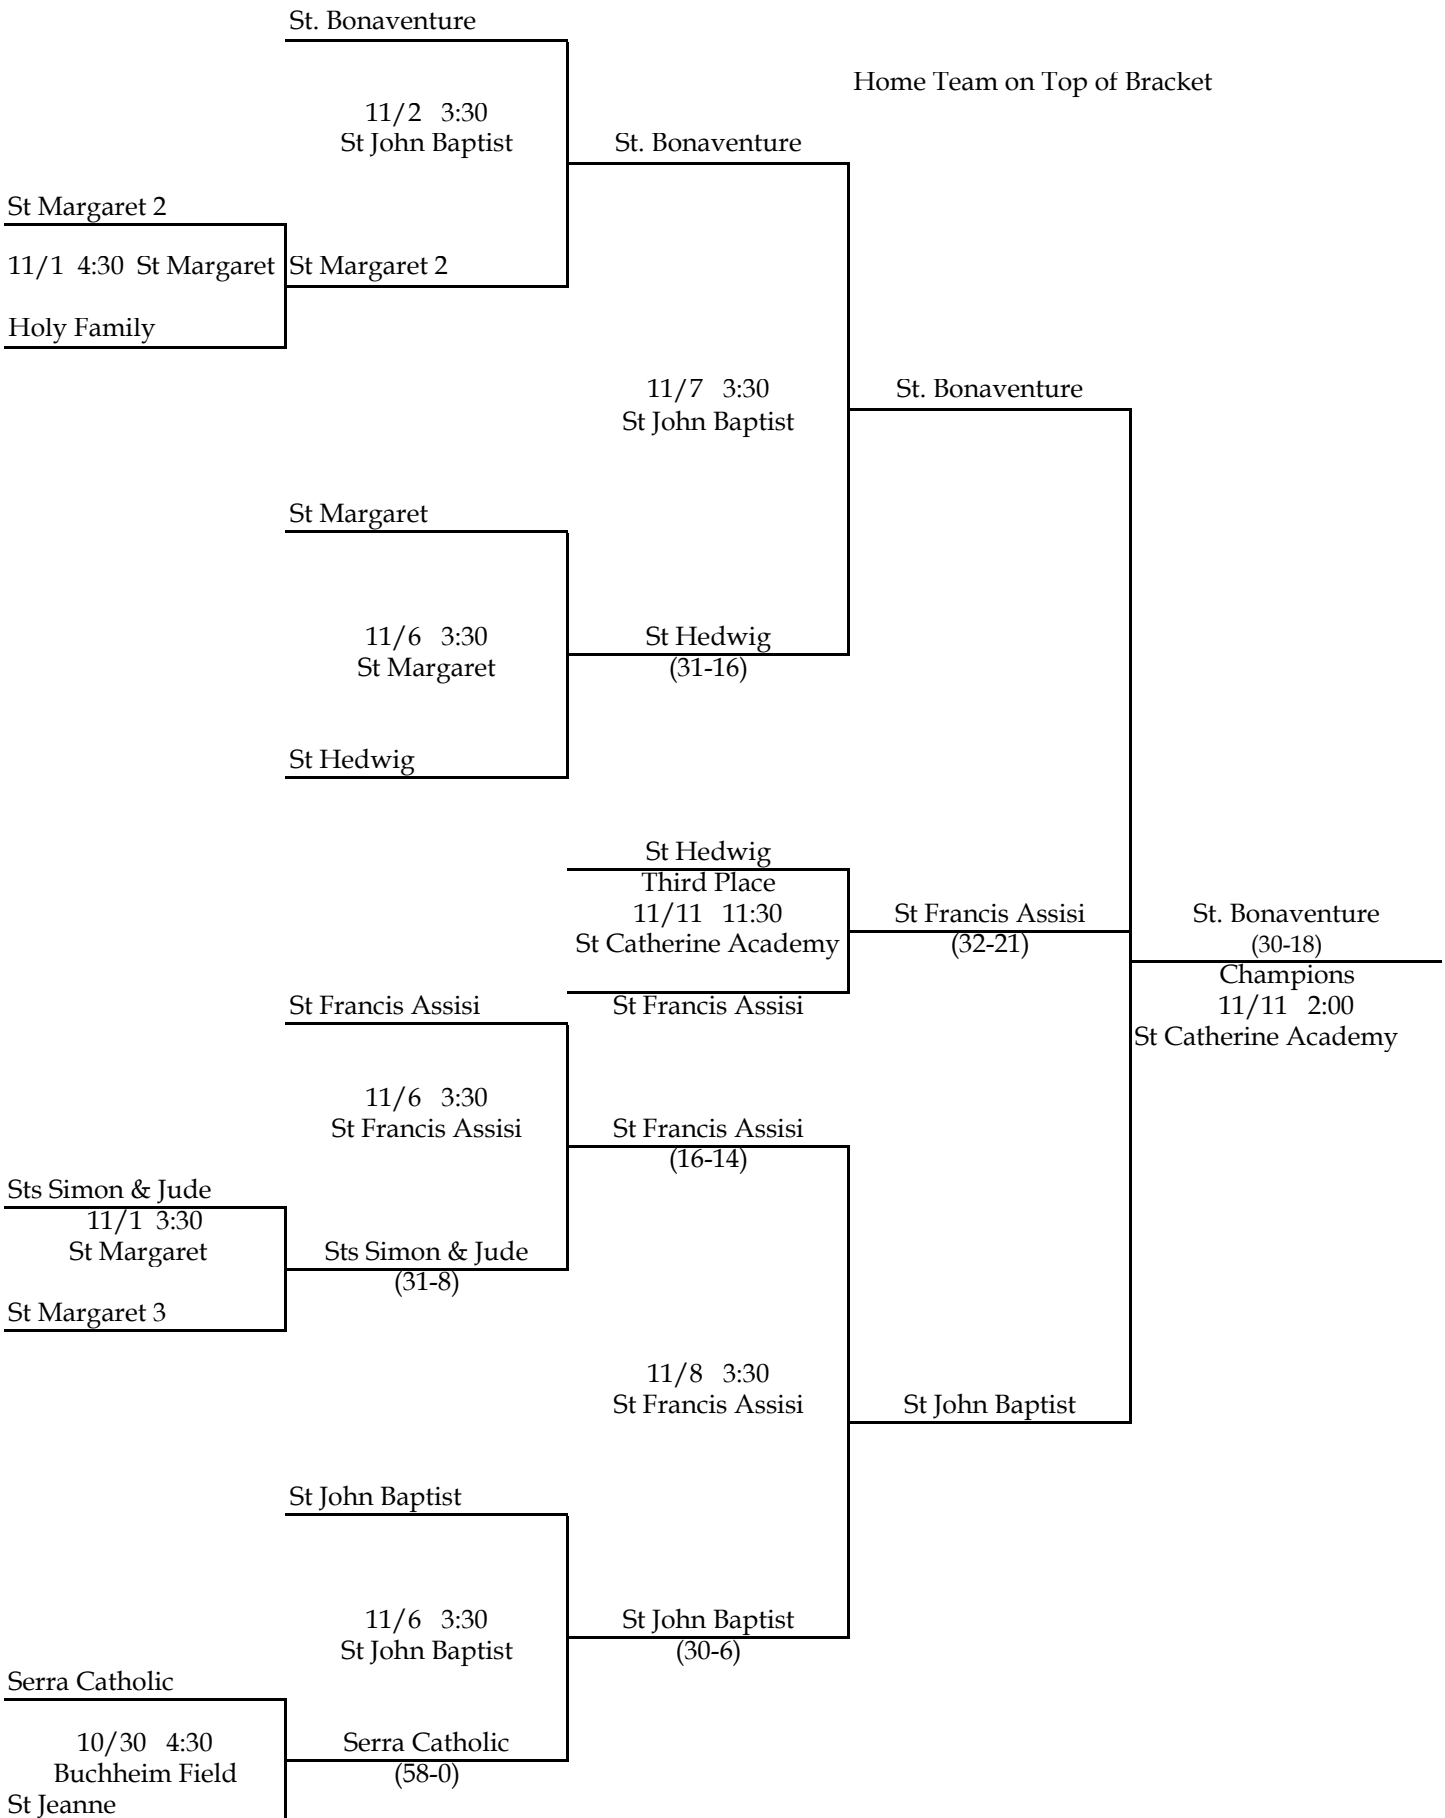 St. Bonaventure
Home Team on Top of Bracket
11/2 3:30
St John Baptist
St. Bonaventure
St Margaret 2
11/1 4:30 St Margaret
St Margaret 2
Holy Family
11/7 3:30
St John Baptist
St. Bonaventure
St Margaret
11/6 3:30
St Margaret
St Hedwig
(31-16)
St Hedwig
St Hedwig
Third Place
11/11 11:30
St Catherine Academy
St Francis Assisi
(32-21)
St. Bonaventure
(30-18)
Champions
11/11 2:00
St Catherine Academy
St Francis Assisi
St Francis Assisi
11/6 3:30
St Francis Assisi
St Francis Assisi
(16-14)
Sts Simon & Jude
11/1 3:30
St Margaret
Sts Simon & Jude
(31-8)
St Margaret 3
11/8 3:30
St Francis Assisi
St John Baptist
St John Baptist
11/6 3:30
St John Baptist
St John Baptist
(30-6)
Serra Catholic
10/30 4:30
Buchheim Field
Serra Catholic
(58-0)
St Jeanne